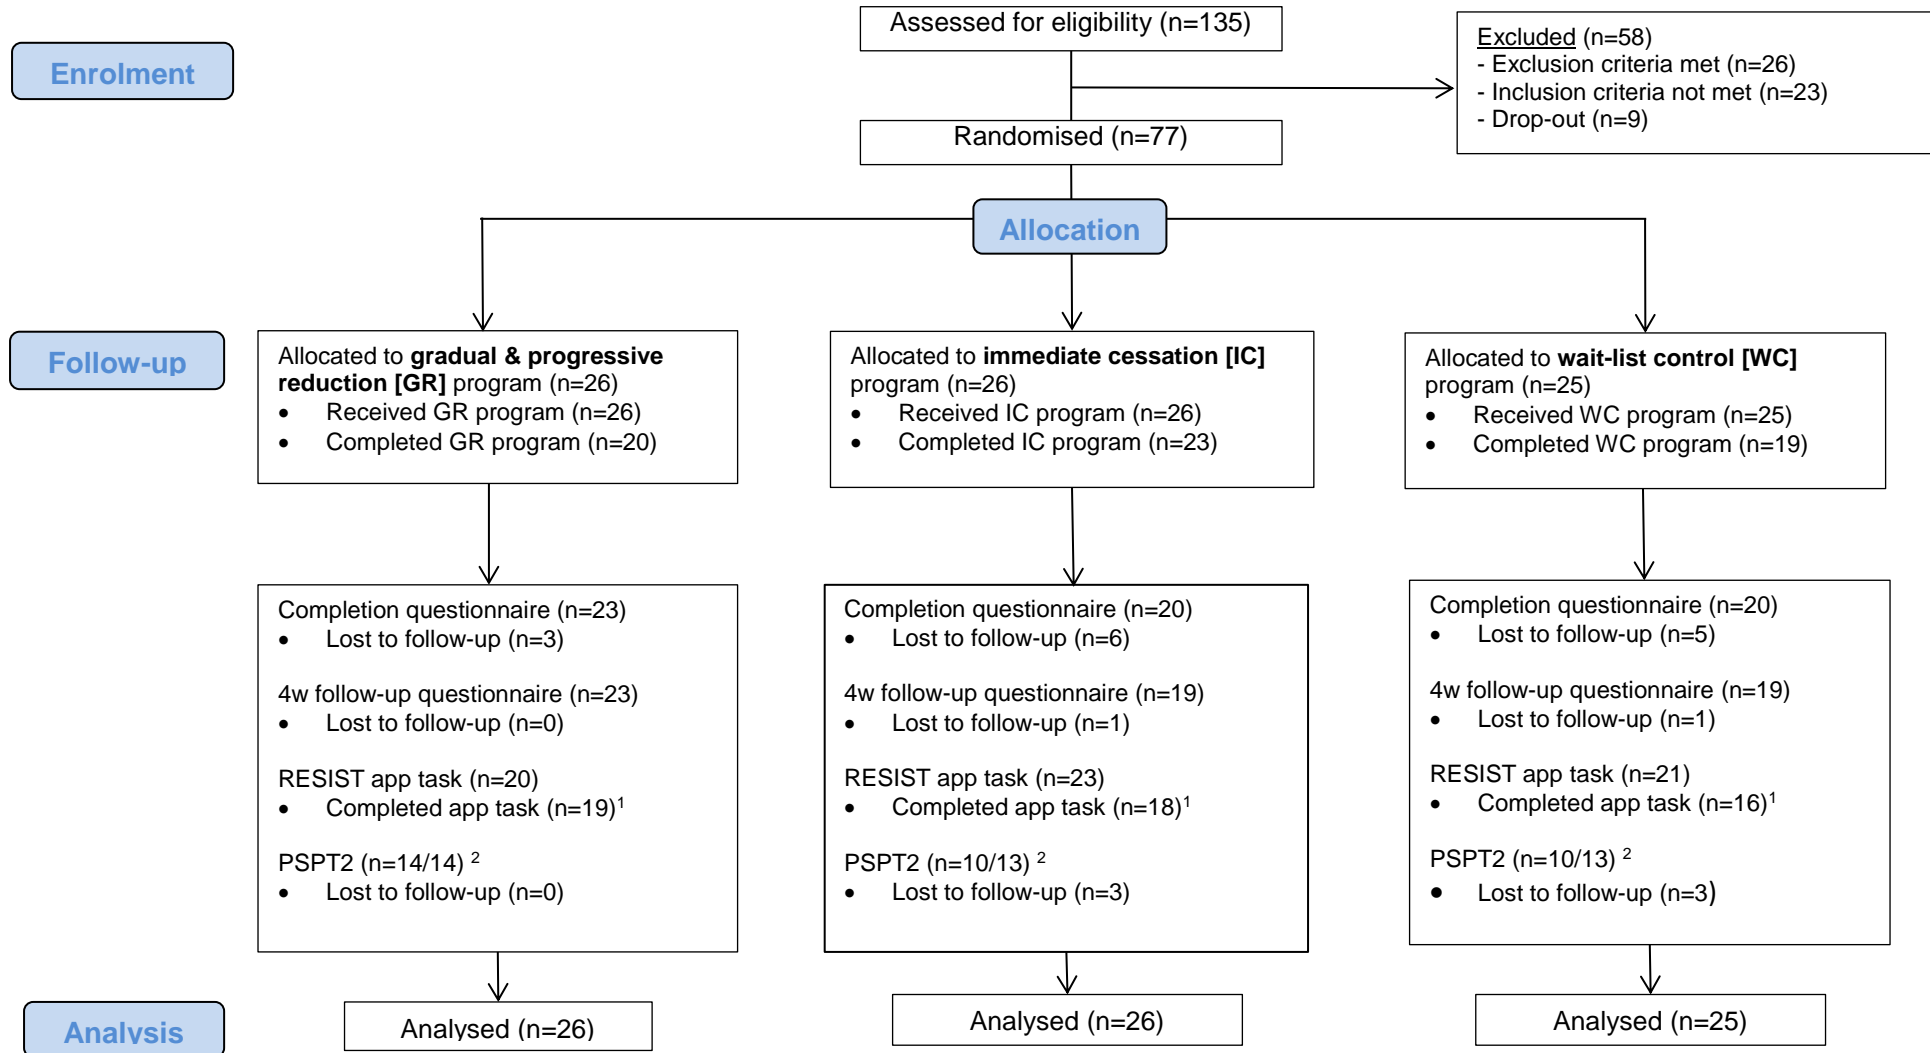 Assessed for eligibility (n=135)
Enrolment
Excluded (n=58)
- Exclusion criteria met (n=26)
- Inclusion criteria not met (n=23)
- Drop-out (n=9)
Randomised (n=77)
Allocation
Follow-up
Allocated to gradual & progressive
reduction [GR] program (n=26)
• Received GR program (n=26)
• Completed GR program (n=20)
Allocated to immediate cessation [IC]
program (n=26)
• Received IC program (n=26)
• Completed IC program (n=23)
Allocated to wait-list control [WC]
program (n=25)
• Received WC program (n=25)
• Completed WC program (n=19)
Completion questionnaire (n=23)
• Lost to follow-up (n=3)
4w follow-up questionnaire (n=23)
• Lost to follow-up (n=0)
RESIST app task (n=20)
• Completed app task (n=19)¹
PSPT2 (n=14/14) ²
• Lost to follow-up (n=0)
Completion questionnaire (n=20)
• Lost to follow-up (n=6)
4w follow-up questionnaire (n=19)
• Lost to follow-up (n=1)
RESIST app task (n=23)
• Completed app task (n=18)¹
PSPT2 (n=10/13) ²
• Lost to follow-up (n=3)
Completion questionnaire (n=20)
• Lost to follow-up (n=5)
4w follow-up questionnaire (n=19)
• Lost to follow-up (n=1)
RESIST app task (n=21)
• Completed app task (n=16)¹
PSPT2 (n=10/13) ²
• Lost to follow-up (n=3)
Analysis
Analysed (n=26)
Analysed (n=26)
Analysed (n=25)